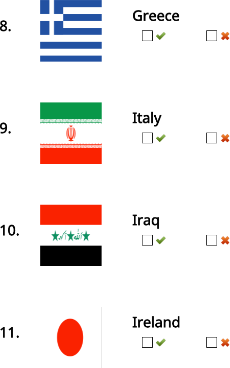 8.
Greece
9.
Italy
10.
Iraq
11.
Ireland